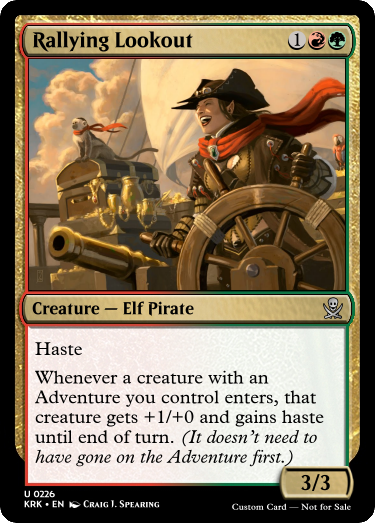 Rallying Lookout 1
Creature — Elf Pirate
Haste
Whenever a creature with an
Adventure you control enters, that
creature gets +1/+0 and gains haste
until end of turn. (It doesn't need to
have gone on the Adventure first.)
3/3
U 0226
KRK • EN Craig J. Spearing
Custom Card — Not for Sale